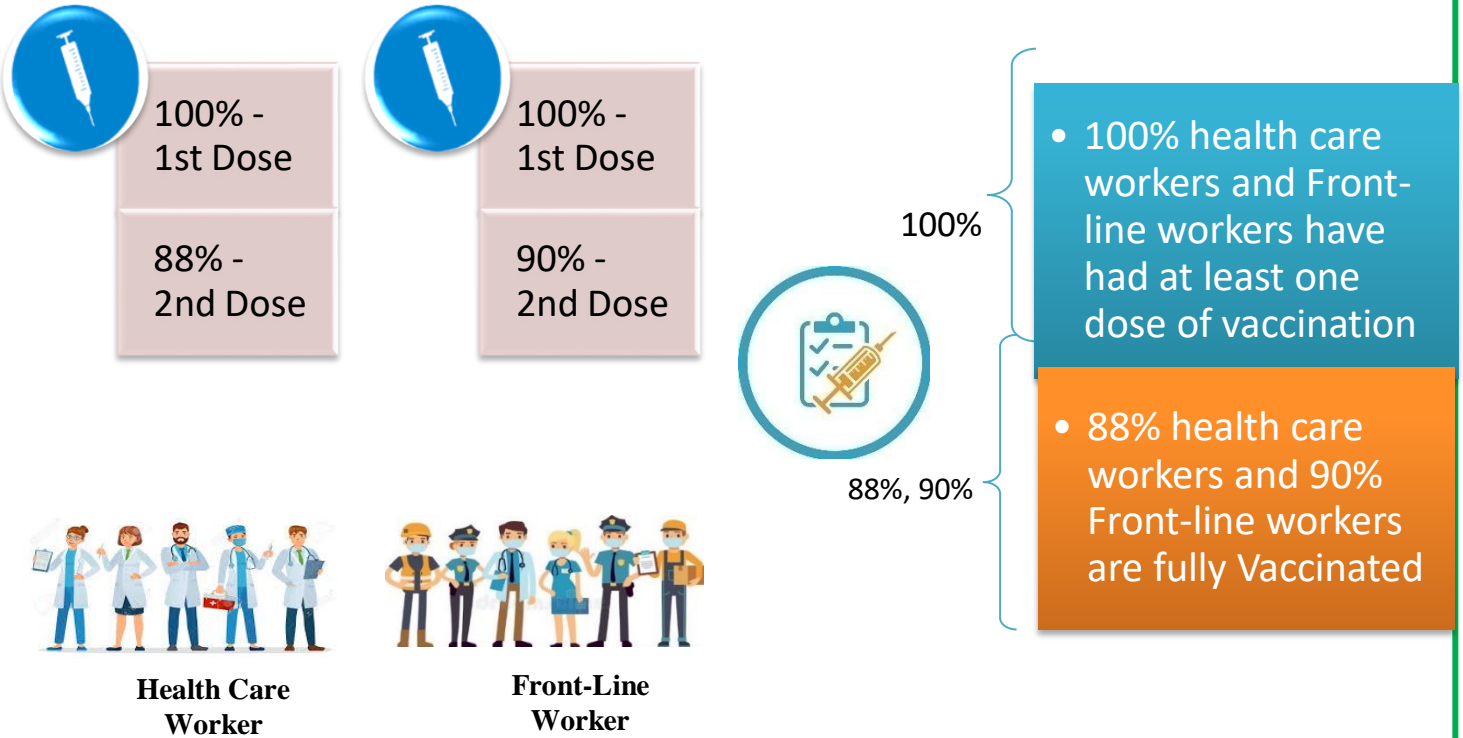 100% -
1st Dose
88% -
2nd Dose
100% -
1st Dose
90% -
2nd Dose
Health Care
Worker
Front-Line
Worker
100%
88%, 90%
• 100% health care
workers and Front-
line workers have
had at least one
dose of vaccination
• 88% health care
workers and 90%
Front-line workers
are fully Vaccinated